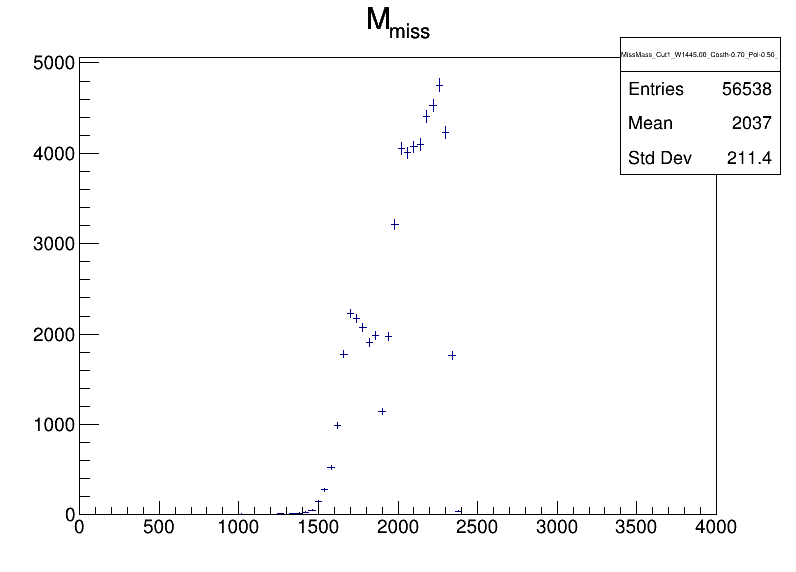 M_miss
MissMass_Cut1_W1445.00_Costh-0.70_Pol-0.50_
Entries 56538
Mean 2037
Std Dev 211.4
5000
4000
3000
2000
1000
0
0 500 1000 1500 2000 2500 3000 3500 4000